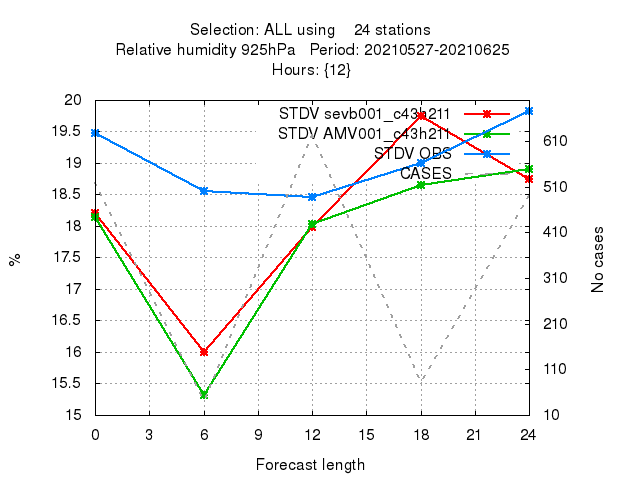 Selection: ALL using    24 stations
Relative humidity 925hPa   Period: 20210527-20210625
Hours: {12}
STDV sevb001_c43h211
STDV AMV001_c43h211
STDV OBS
CASES
20
19.5
19
18.5
18
17.5
17
16.5
16
15.5
15
%
610
510
410
310
210
110
10
No cases
0 3 6 9 12 15 18 21 24
Forecast length